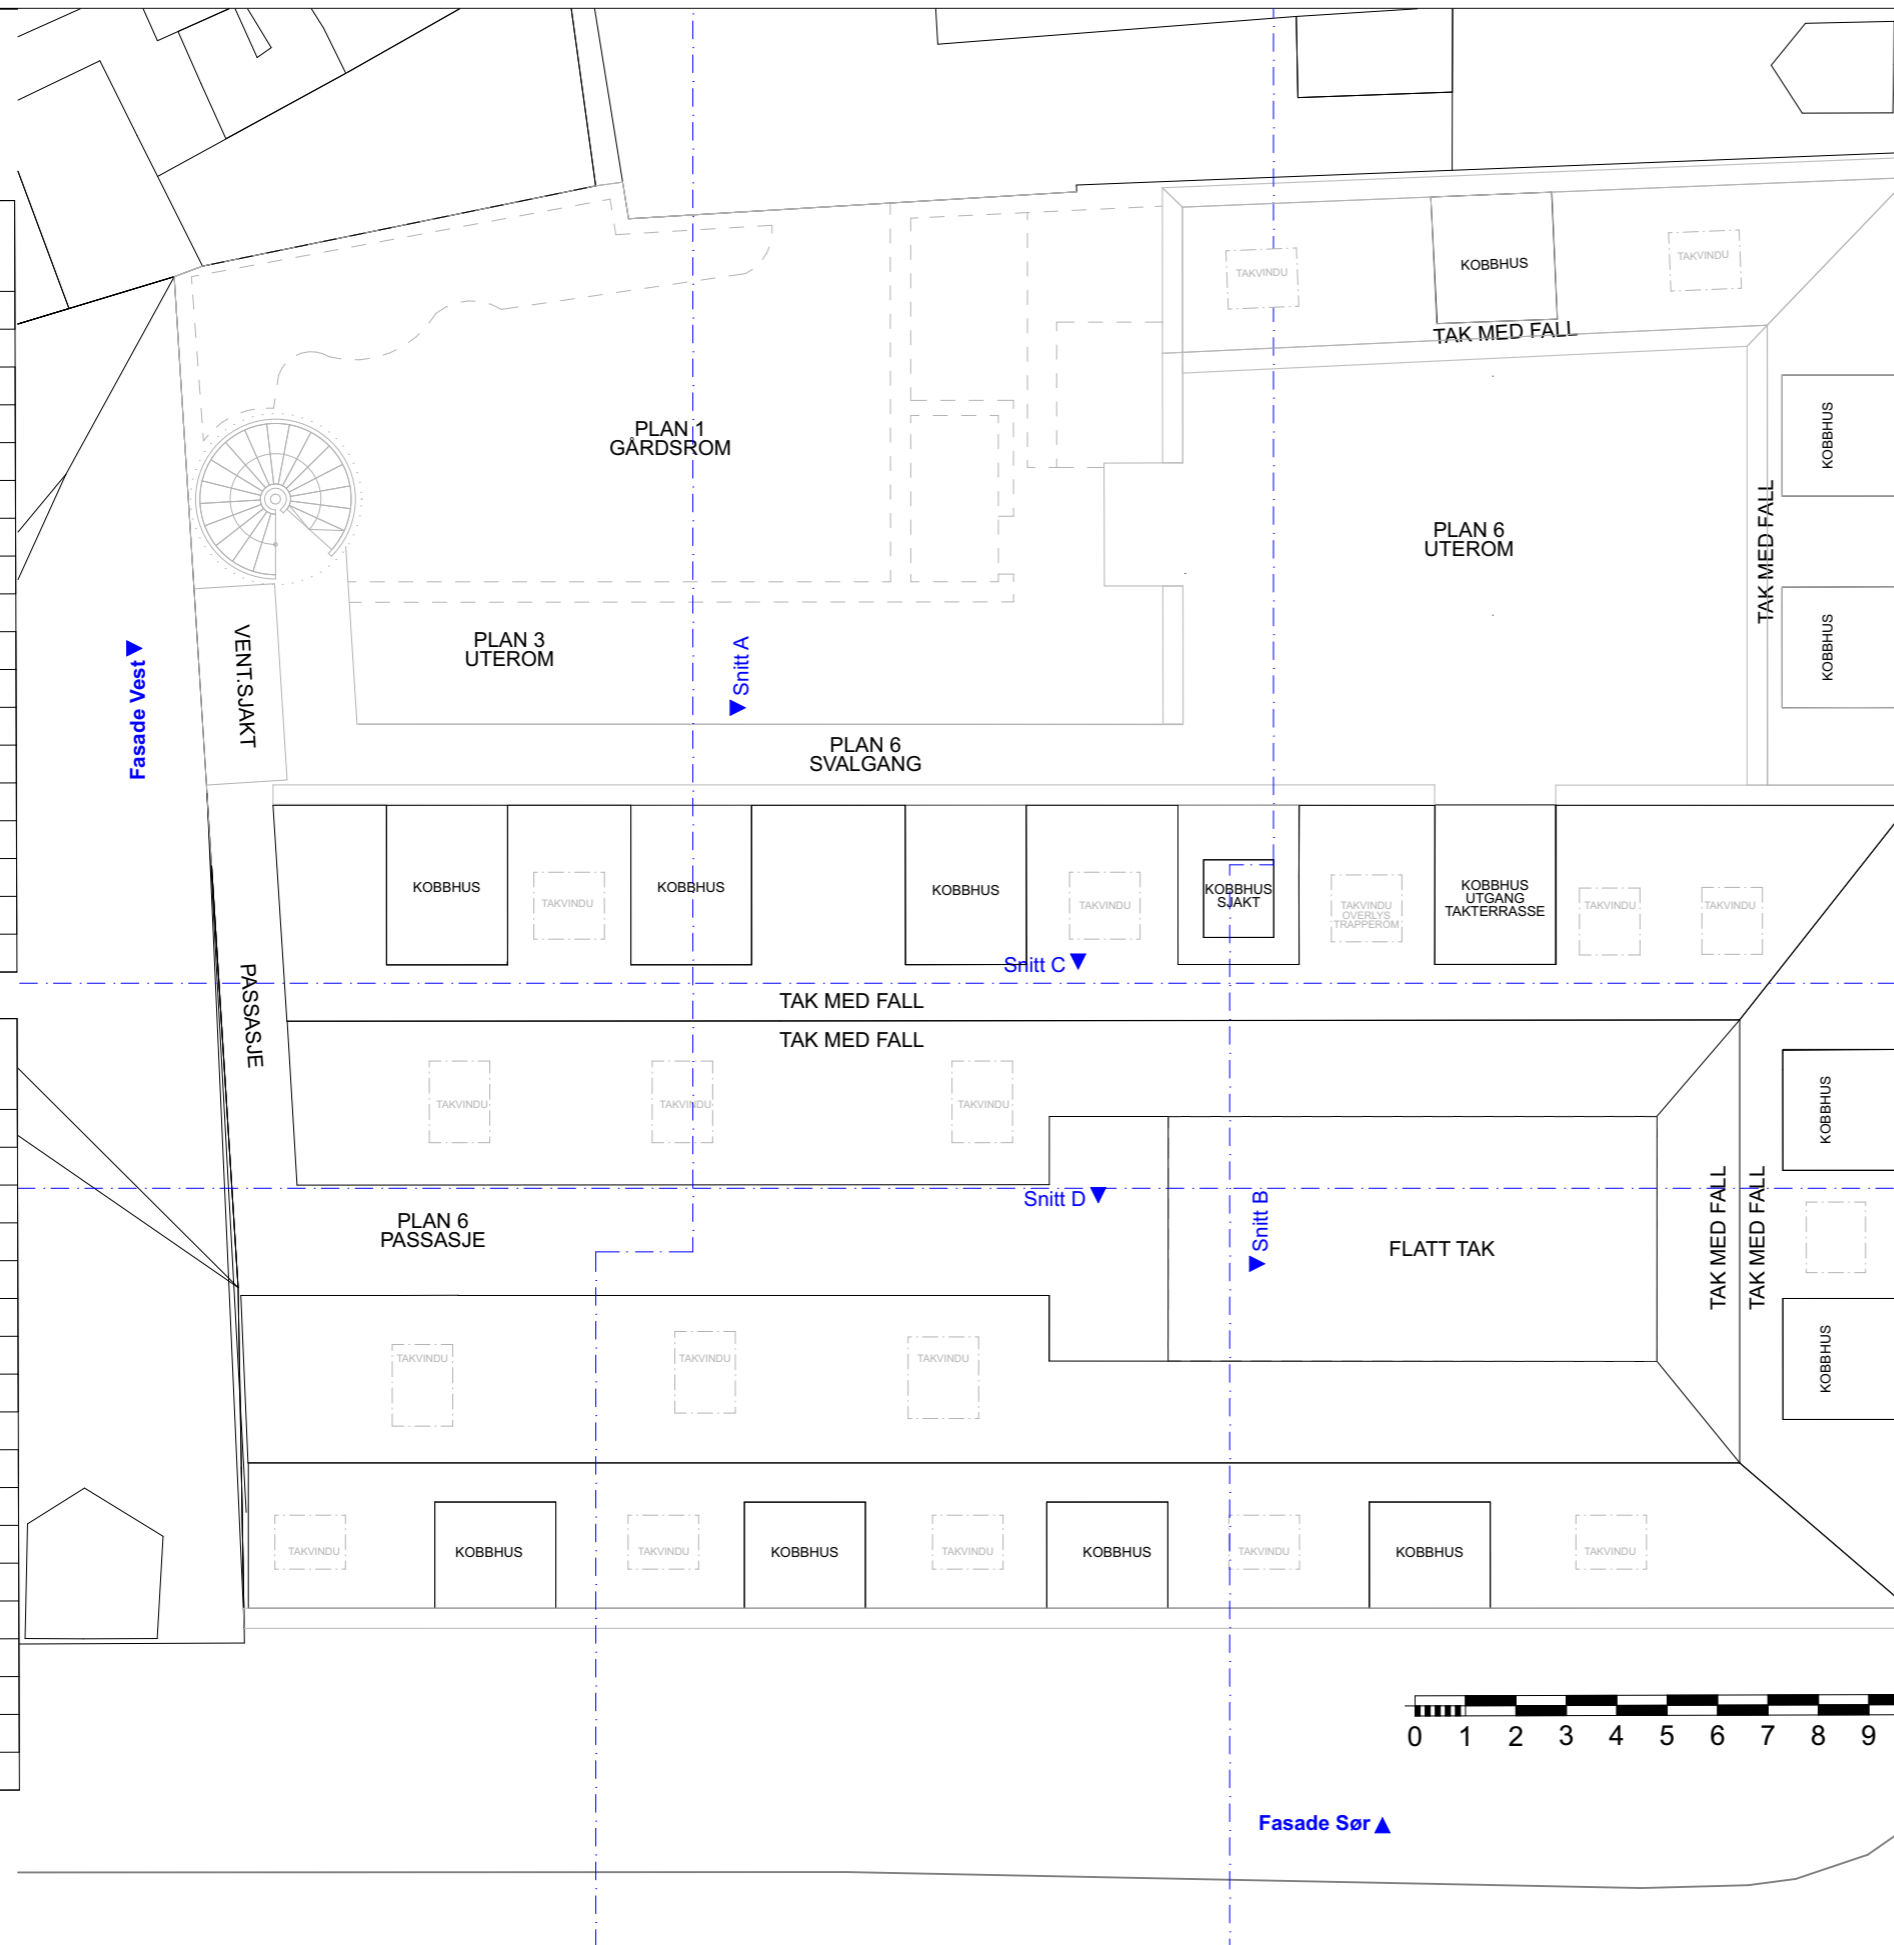 TAKVINDU
KOBBHUS
TAKVINDU
TAK MED FALL
KOBBHUS
PLAN 1
GÅRDSROM
PLAN 6
UTEROM
TAK MED FALL
KOBBHUS
VENT.SJAKT
PLAN 3
UTEROM
Snitt A
Fasade Vest
PLAN 6
SVALGANG
KOBBHUS
TAKVINDU
KOBBHUS
KOBBHUS
TAKVINDU
KOBBHUS
SJAKT
TAKVINDU
OVERLYS
TRAPPEROM
KOBBHUS
UTGANG
TAKTERRASSE
TAKVINDU
TAKVINDU
Snitt C
PASSASJE
TAK MED FALL
TAK MED FALL
TAKVINDU
TAKVINDU
TAKVINDU
KOBBHUS
Snitt D
Snitt B
PLAN 6
PASSASJE
FLATT TAK
TAK MED FALL
TAK MED FALL
TAKVINDU
TAKVINDU
TAKVINDU
KOBBHUS
TAKVINDU
KOBBHUS
TAKVINDU
KOBBHUS
TAKVINDU
KOBBHUS
TAKVINDU
KOBBHUS
TAKVINDU
0 1 2 3 4 5 6 7 8 9
Fasade Sør